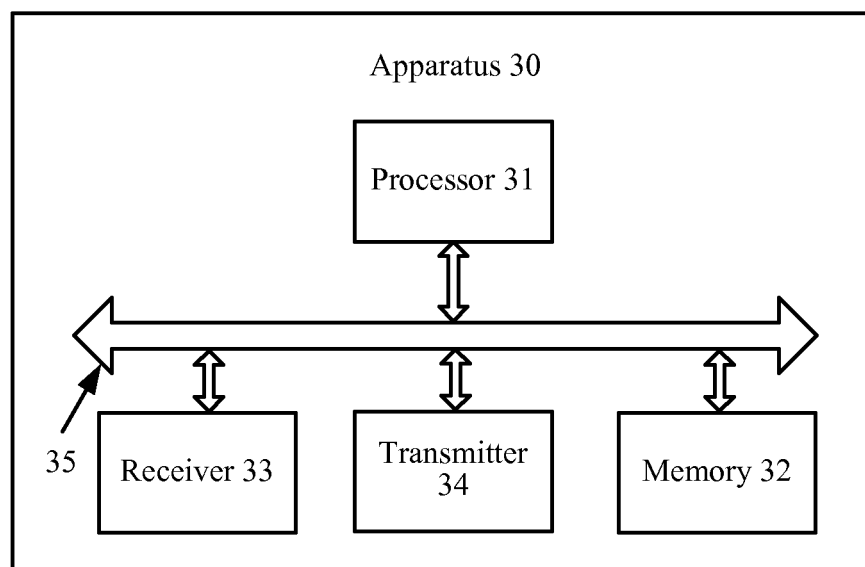 Apparatus 30
Processor 31
35
Receiver 33
Transmitter
34
Memory 32